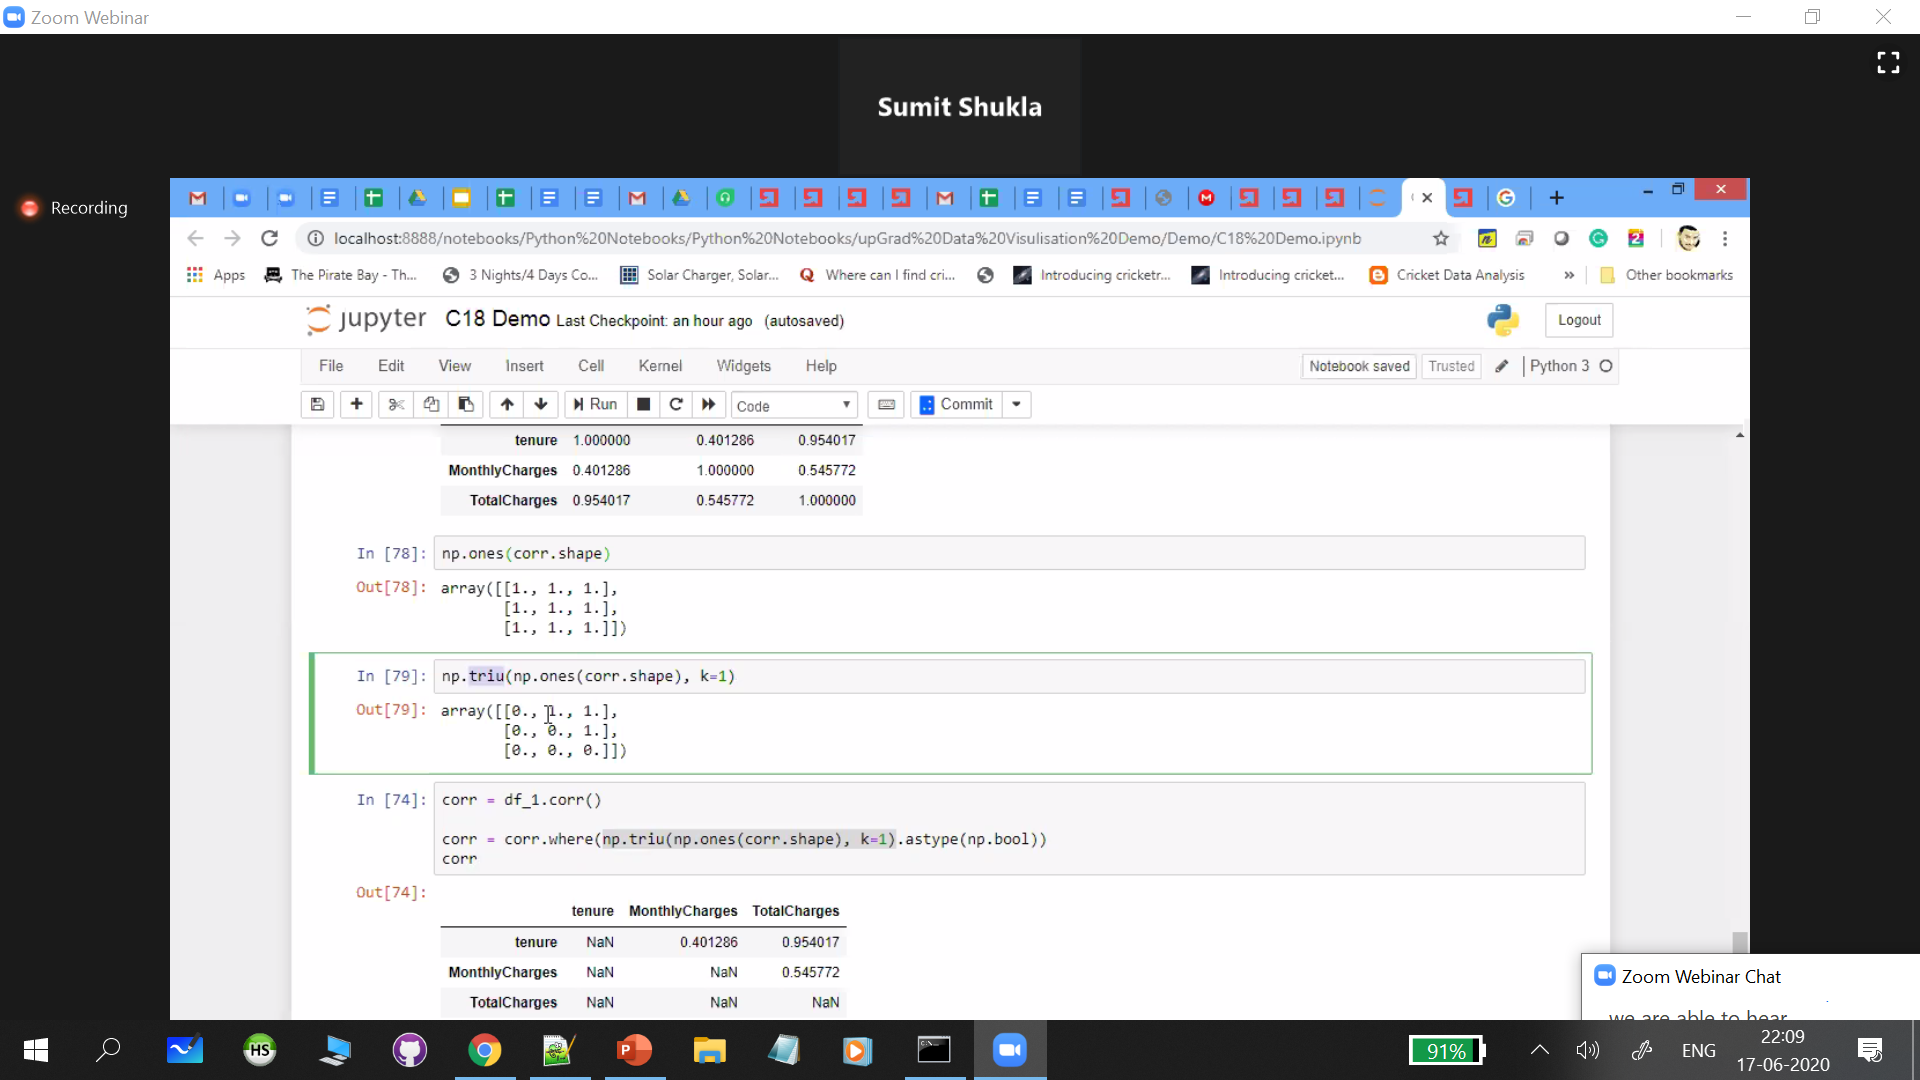 Zoom Webinar
Sumit Shukla
Recording
localhost:8888/notebooks/Python%20Notebooks/Python%20Notebooks/upGrad%20Data%20Visulisation%20Demo/Demo/C18%20Demo.ipynb
Apps The Pirate Bay - Th... 3 Nights/4 Days Co... Solar Charger, Solar... Where can I find cri... Introducing cricketr... Introducing cricket... Cricket Data Analysis » Other bookmarks
jupyter C18 Demo Last Checkpoint: an hour ago (autosaved) Logout
File Edit View Insert Cell Kernel Widgets Help Notebook saved Trusted Python 3
Run Code Commit
tenure 1.000000 0.401286 0.954017
MonthlyCharges 0.401286 1.000000 0.545772
TotalCharges 0.954017 0.545772 1.000000
In [78]: np.ones(corr.shape)
Out[78]: array([[1., 1., 1.],
[1., 1., 1.],
[1., 1., 1.]])
In [79]: np.triu(np.ones(corr.shape), k=1)
Out[79]: array([[0., 1., 1.],
[0., 0., 1.],
[0., 0., 0.]])
In [74]: corr = df_1.corr()
corr = corr.where(np.triu(np.ones(corr.shape), k=1).astype(np.bool))
corr
Out[74]:
tenure MonthlyCharges TotalCharges
tenure NaN 0.401286 0.954017
MonthlyCharges NaN NaN 0.545772
TotalCharges NaN NaN NaN
Zoom Webinar Chat
we are able to hear
HS
91% ENG 22:09
17-06-2020